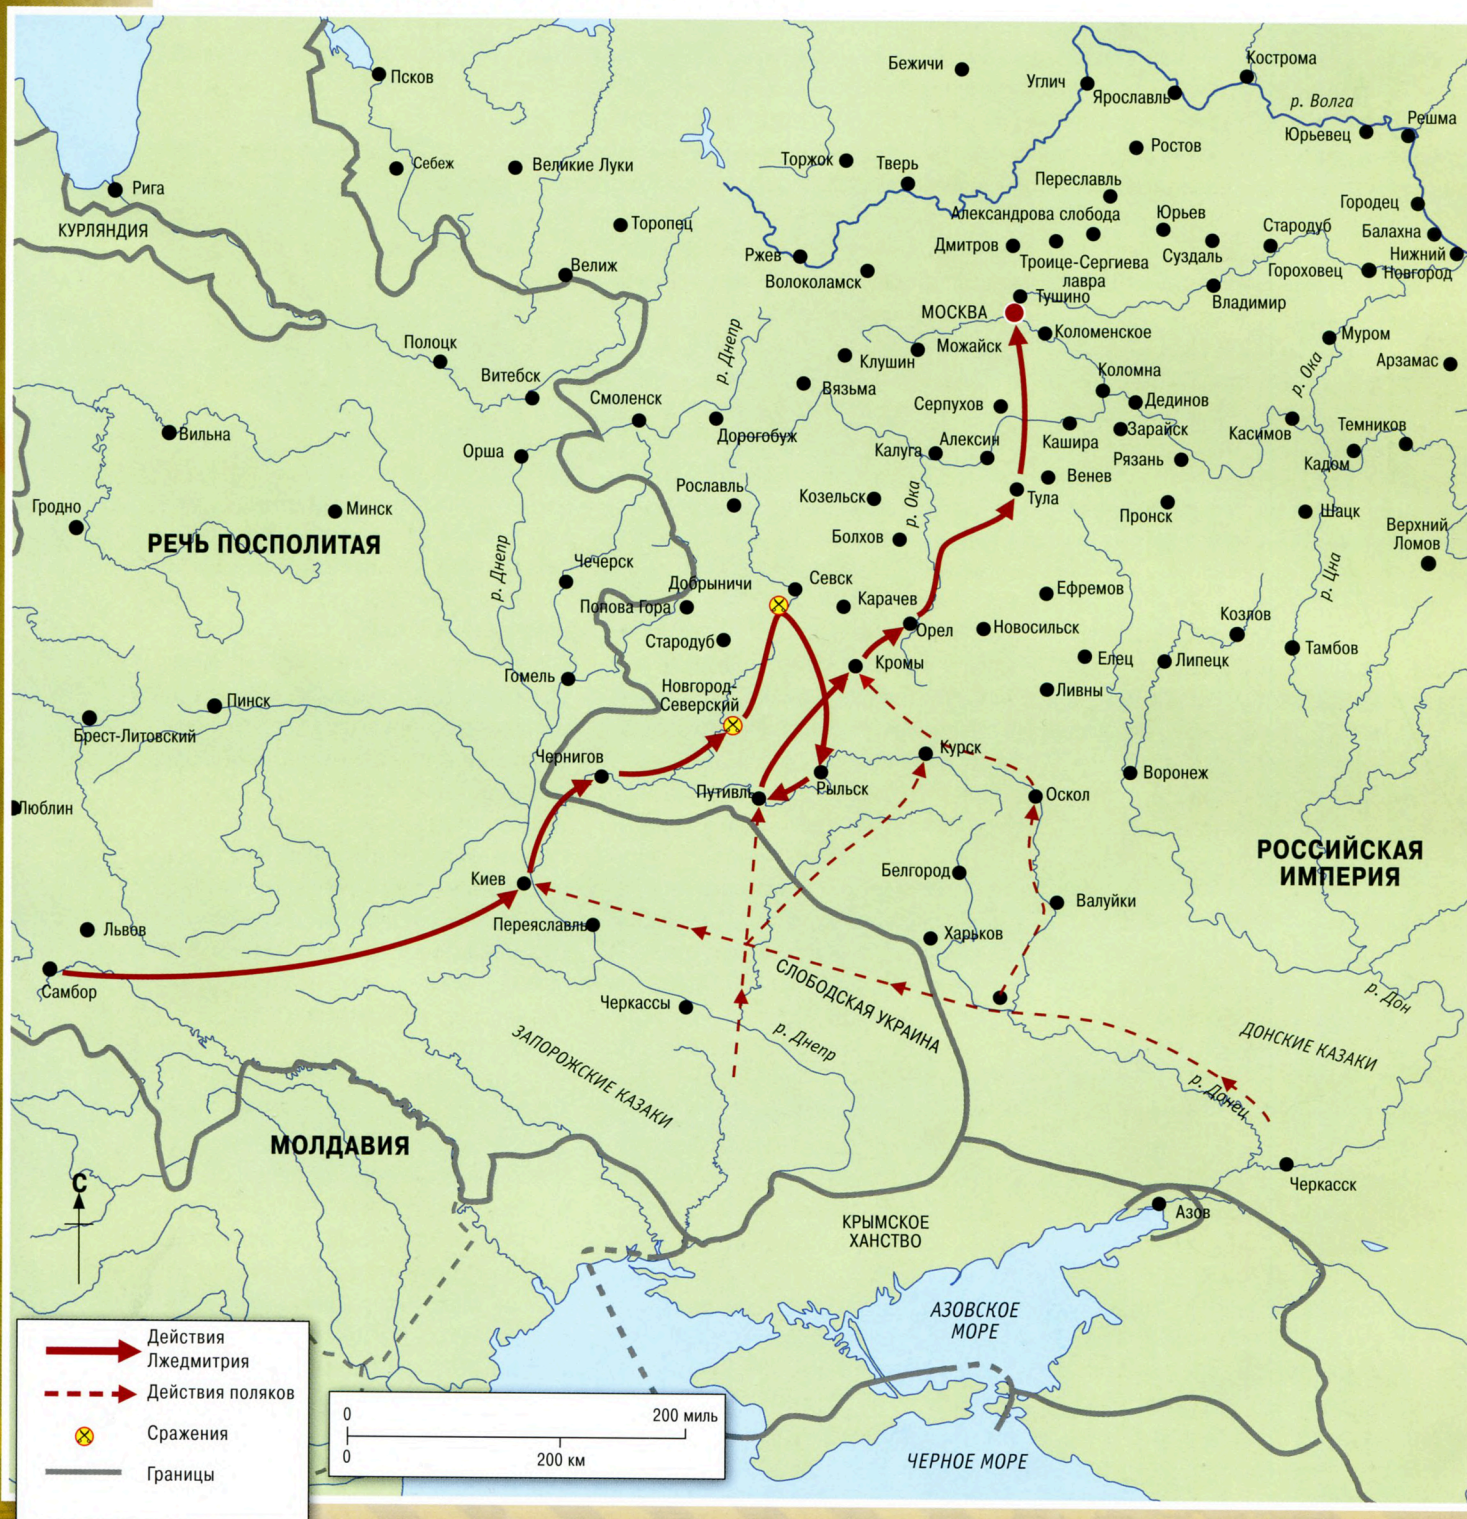 Бежичи
Углич
Ярославль
Кострома
р. Волга
Решма
Юрьевец
Псков
Себеж
Великие Луки
Торжок
Тверь
Ростов
Переславль
Рига
КУРЛЯНДИЯ
Торопец
Александрова слобода
Юрьев
Городец
Стародуб
Балахна
Дмитров
Троице-Сергиева
лавра
Суздаль
Нижний
Новгород
Гороховец
Ржев
Волоколамск
Велиж
Тушино
Владимир
МОСКВА
Коломенское
Муром
Полоцк
р. Днепр
Клушин
Можайск
Арзамас
Витебск
Вязьма
Коломна
р. Ока
Смоленск
Серпухов
Дединов
Вильна
Дорогобуж
Алексин
Кашира
Зарайск
Касимов
Темников
Орша
Калуга
Рязань
Кадом
Рославль
Козельск
Венев
Гродно
Минск
р. Ока
Тула
Пронск
Шацк
Верхний
Ломов
РЕЧЬ ПОСПОЛИТАЯ
Болхов
р. Днепр
Чечерск
Добрыничи
Севск
р. Цна
Попова Гора
Карачев
Ефремов
Стародуб
Орел
Новосильск
Козлов
Гомель
Кромы
Елец
Липецк
Тамбов
Новгород-
Северский
Ливны
Пинск
Брест-Литовский
Чернигов
Курск
Путивль
Рыльск
Оскол
Воронеж
Люблин
РОССИЙСКАЯ
ИМПЕРИЯ
Киев
Белгород
Валуйки
Львов
Переяславль
Харьков
Самбор
СЛОБОДСКАЯ УКРАИНА
Черкассы
р. Дон
ЗАПОРОЖСКИЕ КАЗАКИ
р. Днепр
ДОНСКИЕ КАЗАКИ
р. Донец
МОЛДАВИЯ
С
Черкасск
Азов
КРЫМСКОЕ
ХАНСТВО
АЗОВСКОЕ
МОРЕ
ЧЕРНОЕ МОРЕ
Действия
Лжедмитрия
Действия поляков
Сражения
Границы
0 200 миль
0 200 км